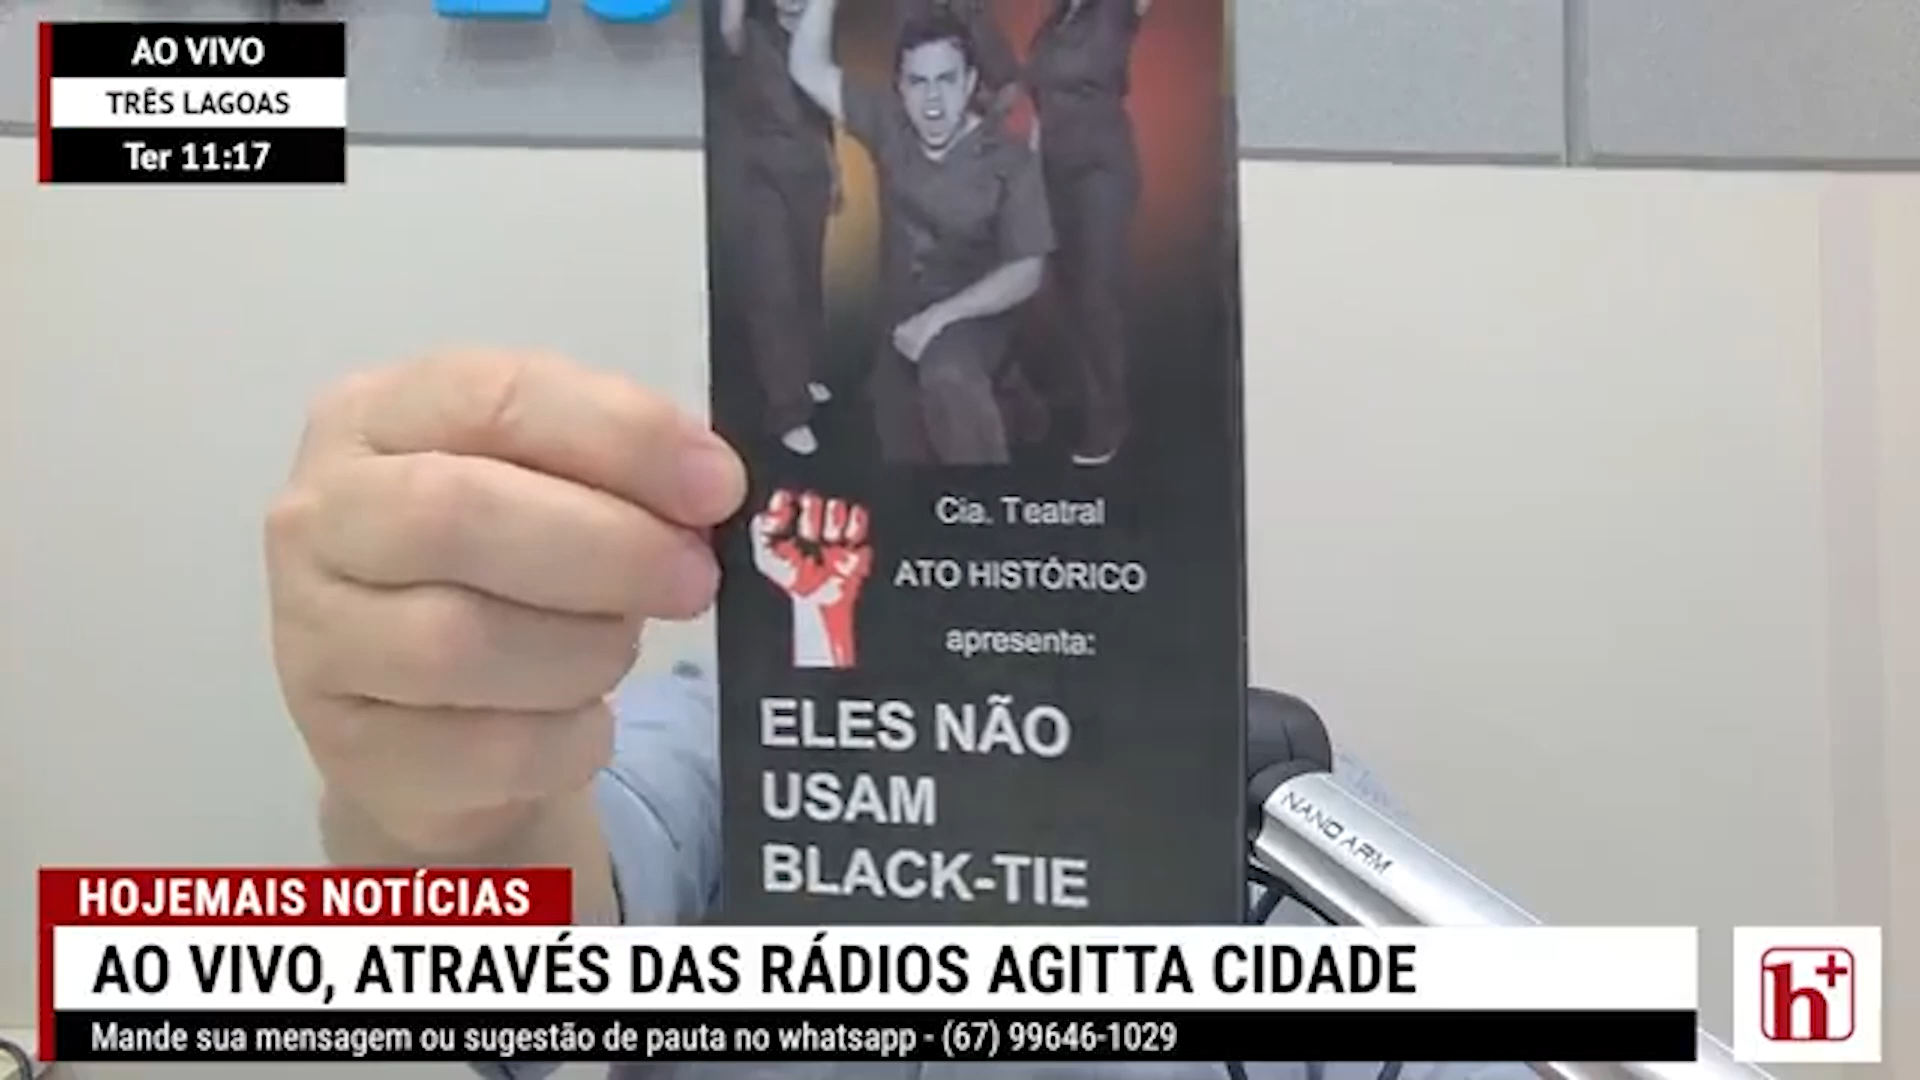 AO VIVO
TRÊS LAGOAS
Ter 11:17
Cia. Teatral
ATO HISTÓRICO
apresenta:
ELES NÃO
USAM
BLACK-TIE
NANO ARM
HOJEMAIS NOTÍCIAS
AO VIVO, ATRAVÉS DAS RÁDIOS AGITTA CIDADE
Mande sua mensagem ou sugestão de pauta no whatsapp - (67) 99646-1029
h+